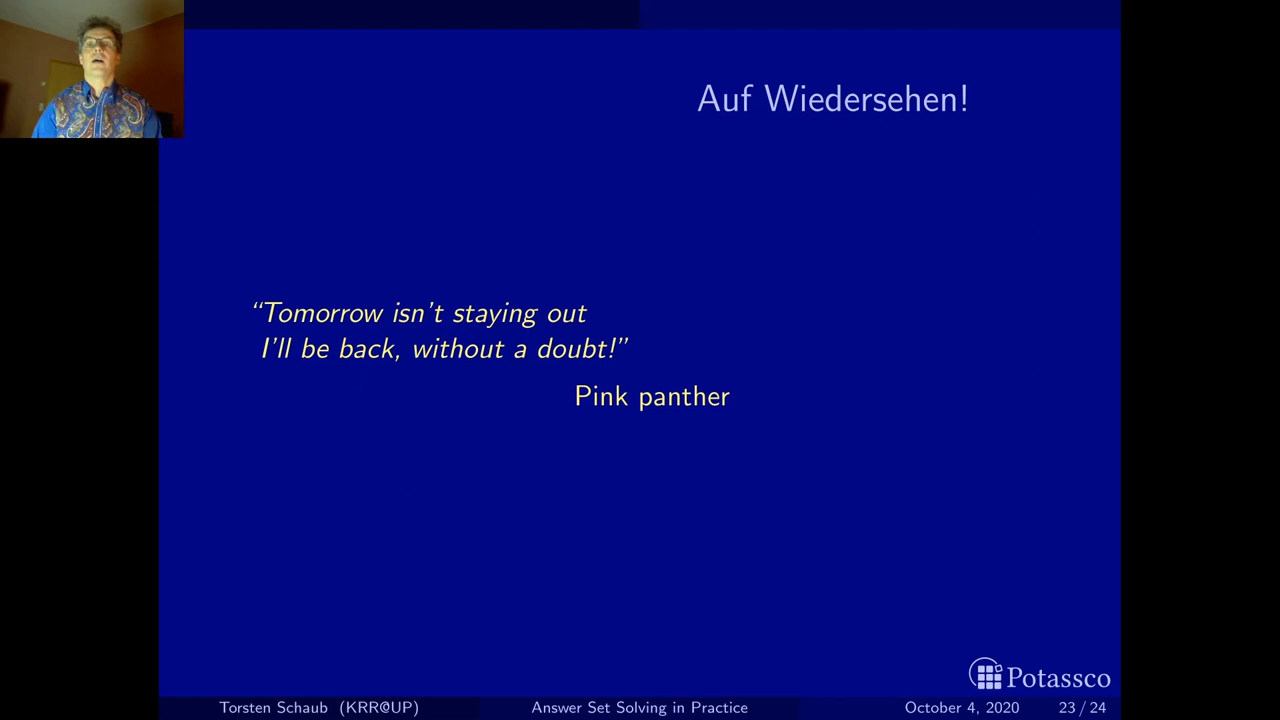 Auf Wiedersehen!
“Tomorrow isn’t staying out
I’ll be back, without a doubt!”
Pink panther
Potassco
Torsten Schaub (KRR@UP) Answer Set Solving in Practice October 4, 2020 23 / 24